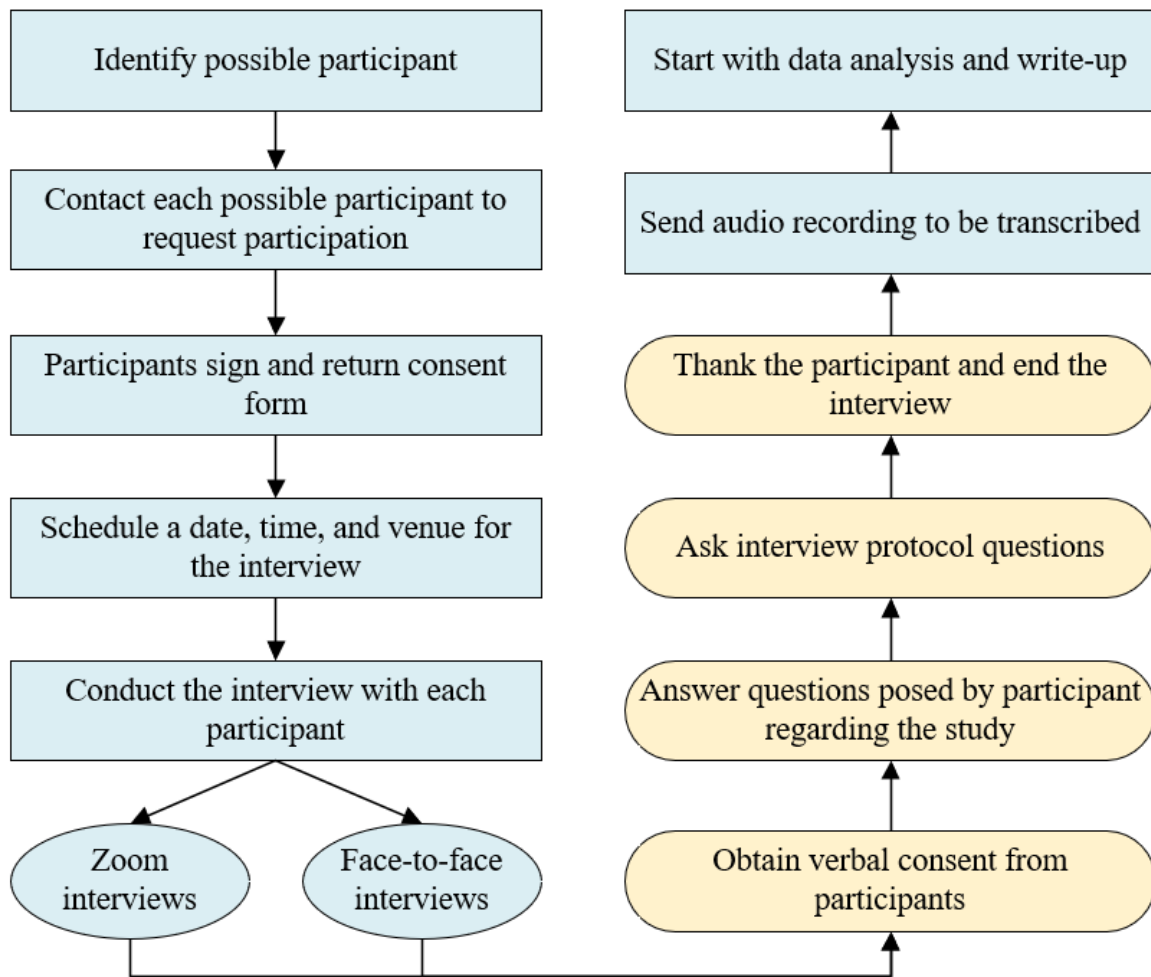 Identify possible participant
Contact each possible participant to
request participation
Participants sign and return consent
form
Schedule a date, time, and venue for
the interview
Conduct the interview with each
participant
Zoom
interviews
Face-to-face
interviews
Obtain verbal consent from
participants
Answer questions posed by participant
regarding the study
Ask interview protocol questions
Thank the participant and end the
interview
Send audio recording to be transcribed
Start with data analysis and write-up